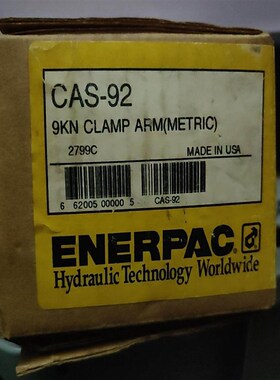 CAS-92
9KN CLAMP ARM(METRIC)
2799C MADE IN USA
6 62005 00000 5 CAS-92
ENERPAC®
Hydraulic Technology Worldwide